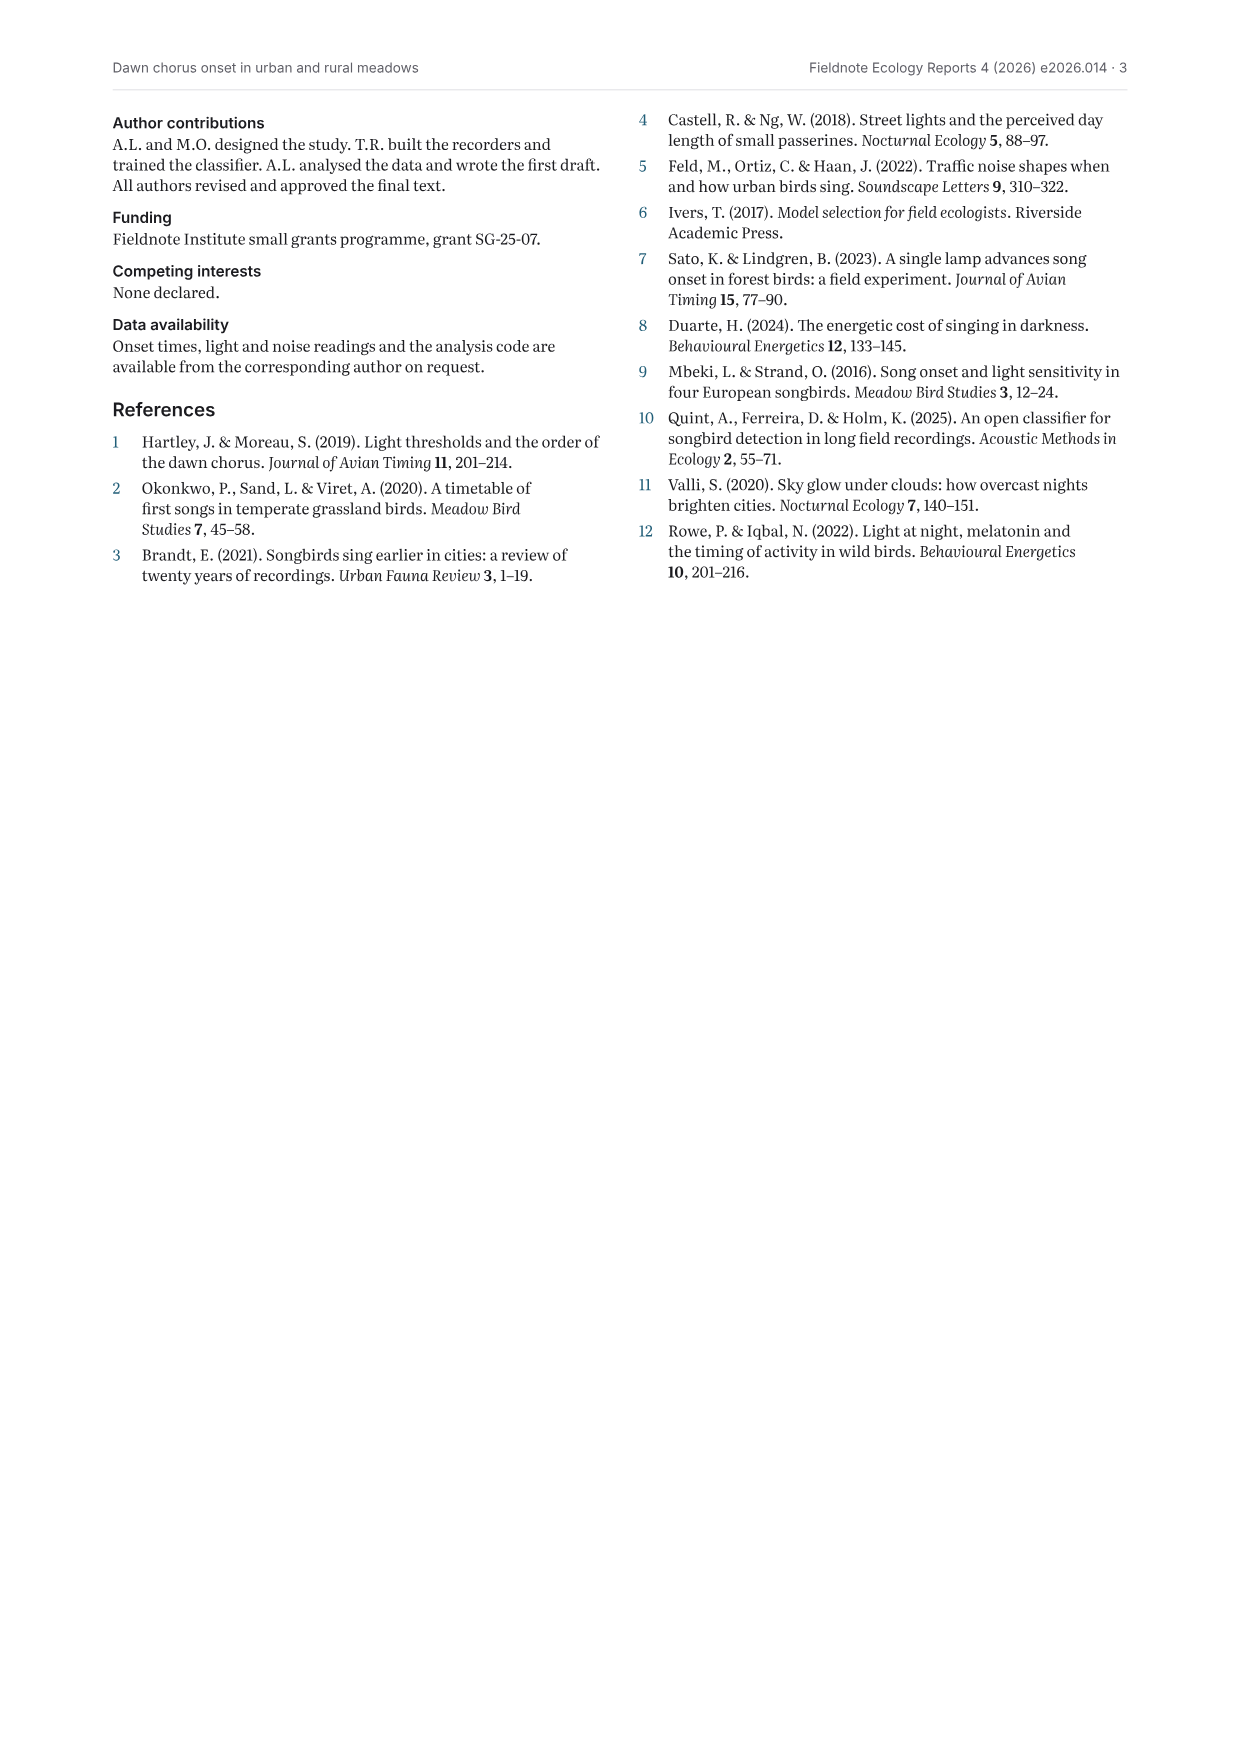 Dawn chorus onset in urban and rural meadows
Fieldnote Ecology Reports 4 (2026) e2026.014 · 3
Author contributions
A.L. and M.O. designed the study. T.R. built the recorders and
trained the classifier. A.L. analysed the data and wrote the first draft.
All authors revised and approved the final text.
Funding
Fieldnote Institute small grants programme, grant SG-25-07.
Competing interests
None declared.
Data availability
Onset times, light and noise readings and the analysis code are
available from the corresponding author on request.
References
1 Hartley, J. & Moreau, S. (2019). Light thresholds and the order of
the dawn chorus. Journal of Avian Timing 11, 201–214.
2 Okonkwo, P., Sand, L. & Viret, A. (2020). A timetable of
first songs in temperate grassland birds. Meadow Bird
Studies 7, 45–58.
3 Brandt, E. (2021). Songbirds sing earlier in cities: a review of
twenty years of recordings. Urban Fauna Review 3, 1–19.
4 Castell, R. & Ng, W. (2018). Street lights and the perceived day
length of small passerines. Nocturnal Ecology 5, 88–97.
5 Feld, M., Ortiz, C. & Haan, J. (2022). Traffic noise shapes when
and how urban birds sing. Soundscape Letters 9, 310–322.
6 Ivers, T. (2017). Model selection for field ecologists. Riverside
Academic Press.
7 Sato, K. & Lindgren, B. (2023). A single lamp advances song
onset in forest birds: a field experiment. Journal of Avian
Timing 15, 77–90.
8 Duarte, H. (2024). The energetic cost of singing in darkness.
Behavioural Energetics 12, 133–145.
9 Mbeki, L. & Strand, O. (2016). Song onset and light sensitivity in
four European songbirds. Meadow Bird Studies 3, 12–24.
10 Quint, A., Ferreira, D. & Holm, K. (2025). An open classifier for
songbird detection in long field recordings. Acoustic Methods in
Ecology 2, 55–71.
11 Valli, S. (2020). Sky glow under clouds: how overcast nights
brighten cities. Nocturnal Ecology 7, 140–151.
12 Rowe, P. & Iqbal, N. (2022). Light at night, melatonin and
the timing of activity in wild birds. Behavioural Energetics
10, 201–216.